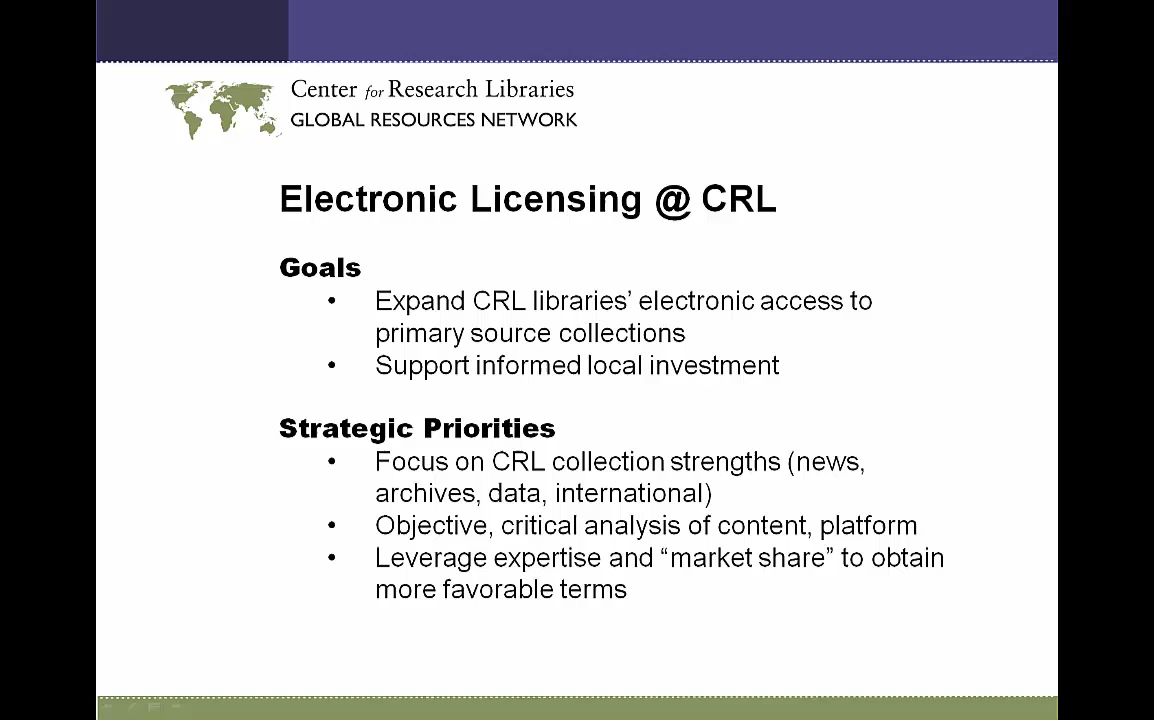 Center for Research Libraries
GLOBAL RESOURCES NETWORK
Electronic Licensing @ CRL
Goals
• Expand CRL libraries’ electronic access to
primary source collections
• Support informed local investment
Strategic Priorities
• Focus on CRL collection strengths (news,
archives, data, international)
• Objective, critical analysis of content, platform
• Leverage expertise and “market share” to obtain
more favorable terms